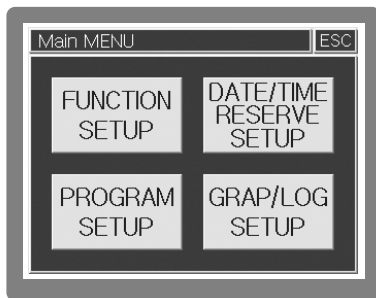 Main MENU
ESC
FUNCTION
SETUP
DATE/TIME
RESERVE
SETUP
PROGRAM
SETUP
GRAP/LOG
SETUP